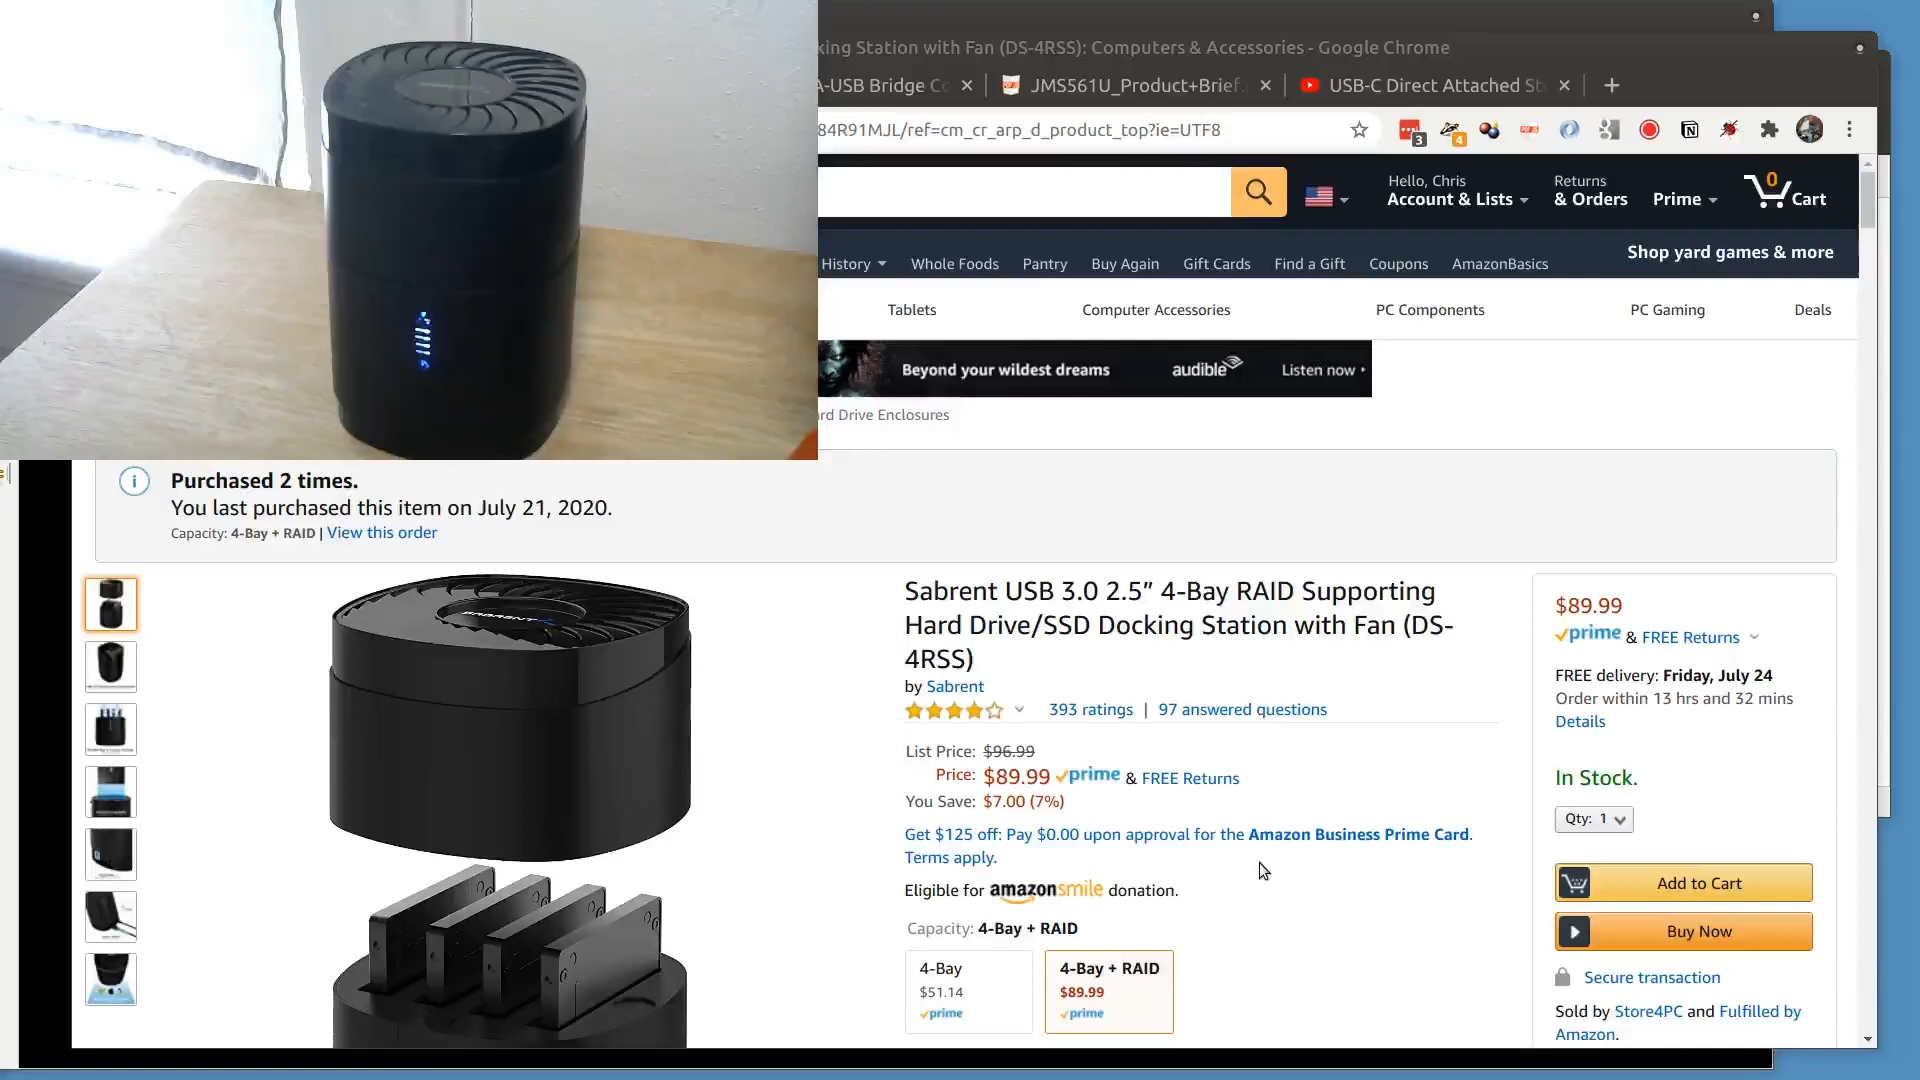 king Station with Fan (DS-4RSS): Computers & Accessories - Google Chrome
A-USB Bridge Co
JMS561U_Product+Brief.
USB-C Direct Attached St
84R91MJL/ref=cm_cr_arp_d_product_top?ie=UTF8
3
4
Hello, Chris
Account & Lists
Returns
& Orders
Prime
0
Cart
History
Whole Foods
Pantry
Buy Again
Gift Cards
Find a Gift
Coupons
AmazonBasics
Shop yard games & more
Tablets
Computer Accessories
PC Components
PC Gaming
Deals
Beyond your wildest dreams
audible
Listen now
rd Drive Enclosures
Purchased 2 times.
You last purchased this item on July 21, 2020.
Capacity: 4-Bay + RAID | View this order
SABRENT
Sabrent USB 3.0 2.5” 4-Bay RAID Supporting
Hard Drive/SSD Docking Station with Fan (DS-
4RSS)
by Sabrent
393 ratings | 97 answered questions
List Price: $96.99
Price: $89.99 prime & FREE Returns
You Save: $7.00 (7%)
Get $125 off: Pay $0.00 upon approval for the Amazon Business Prime Card.
Terms apply.
Eligible for amazonsmile donation.
Capacity: 4-Bay + RAID
4-Bay
$51.14
prime
4-Bay + RAID
$89.99
prime
$89.99
prime & FREE Returns
FREE delivery: Friday, July 24
Order within 13 hrs and 32 mins
Details
In Stock.
Qty: 1
Add to Cart
Buy Now
Secure transaction
Sold by Store4PC and Fulfilled by
Amazon.